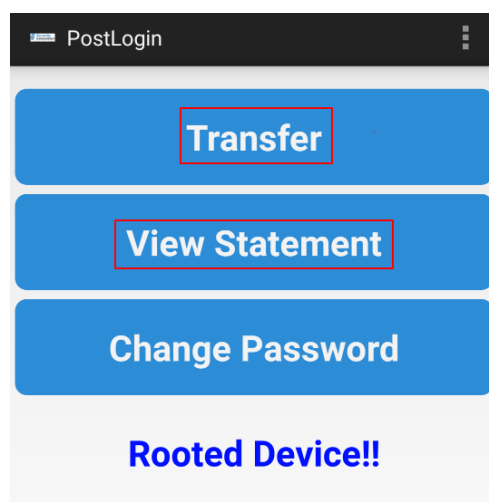 PostLogin
Transfer
View Statement
Change Password
Rooted Device!!